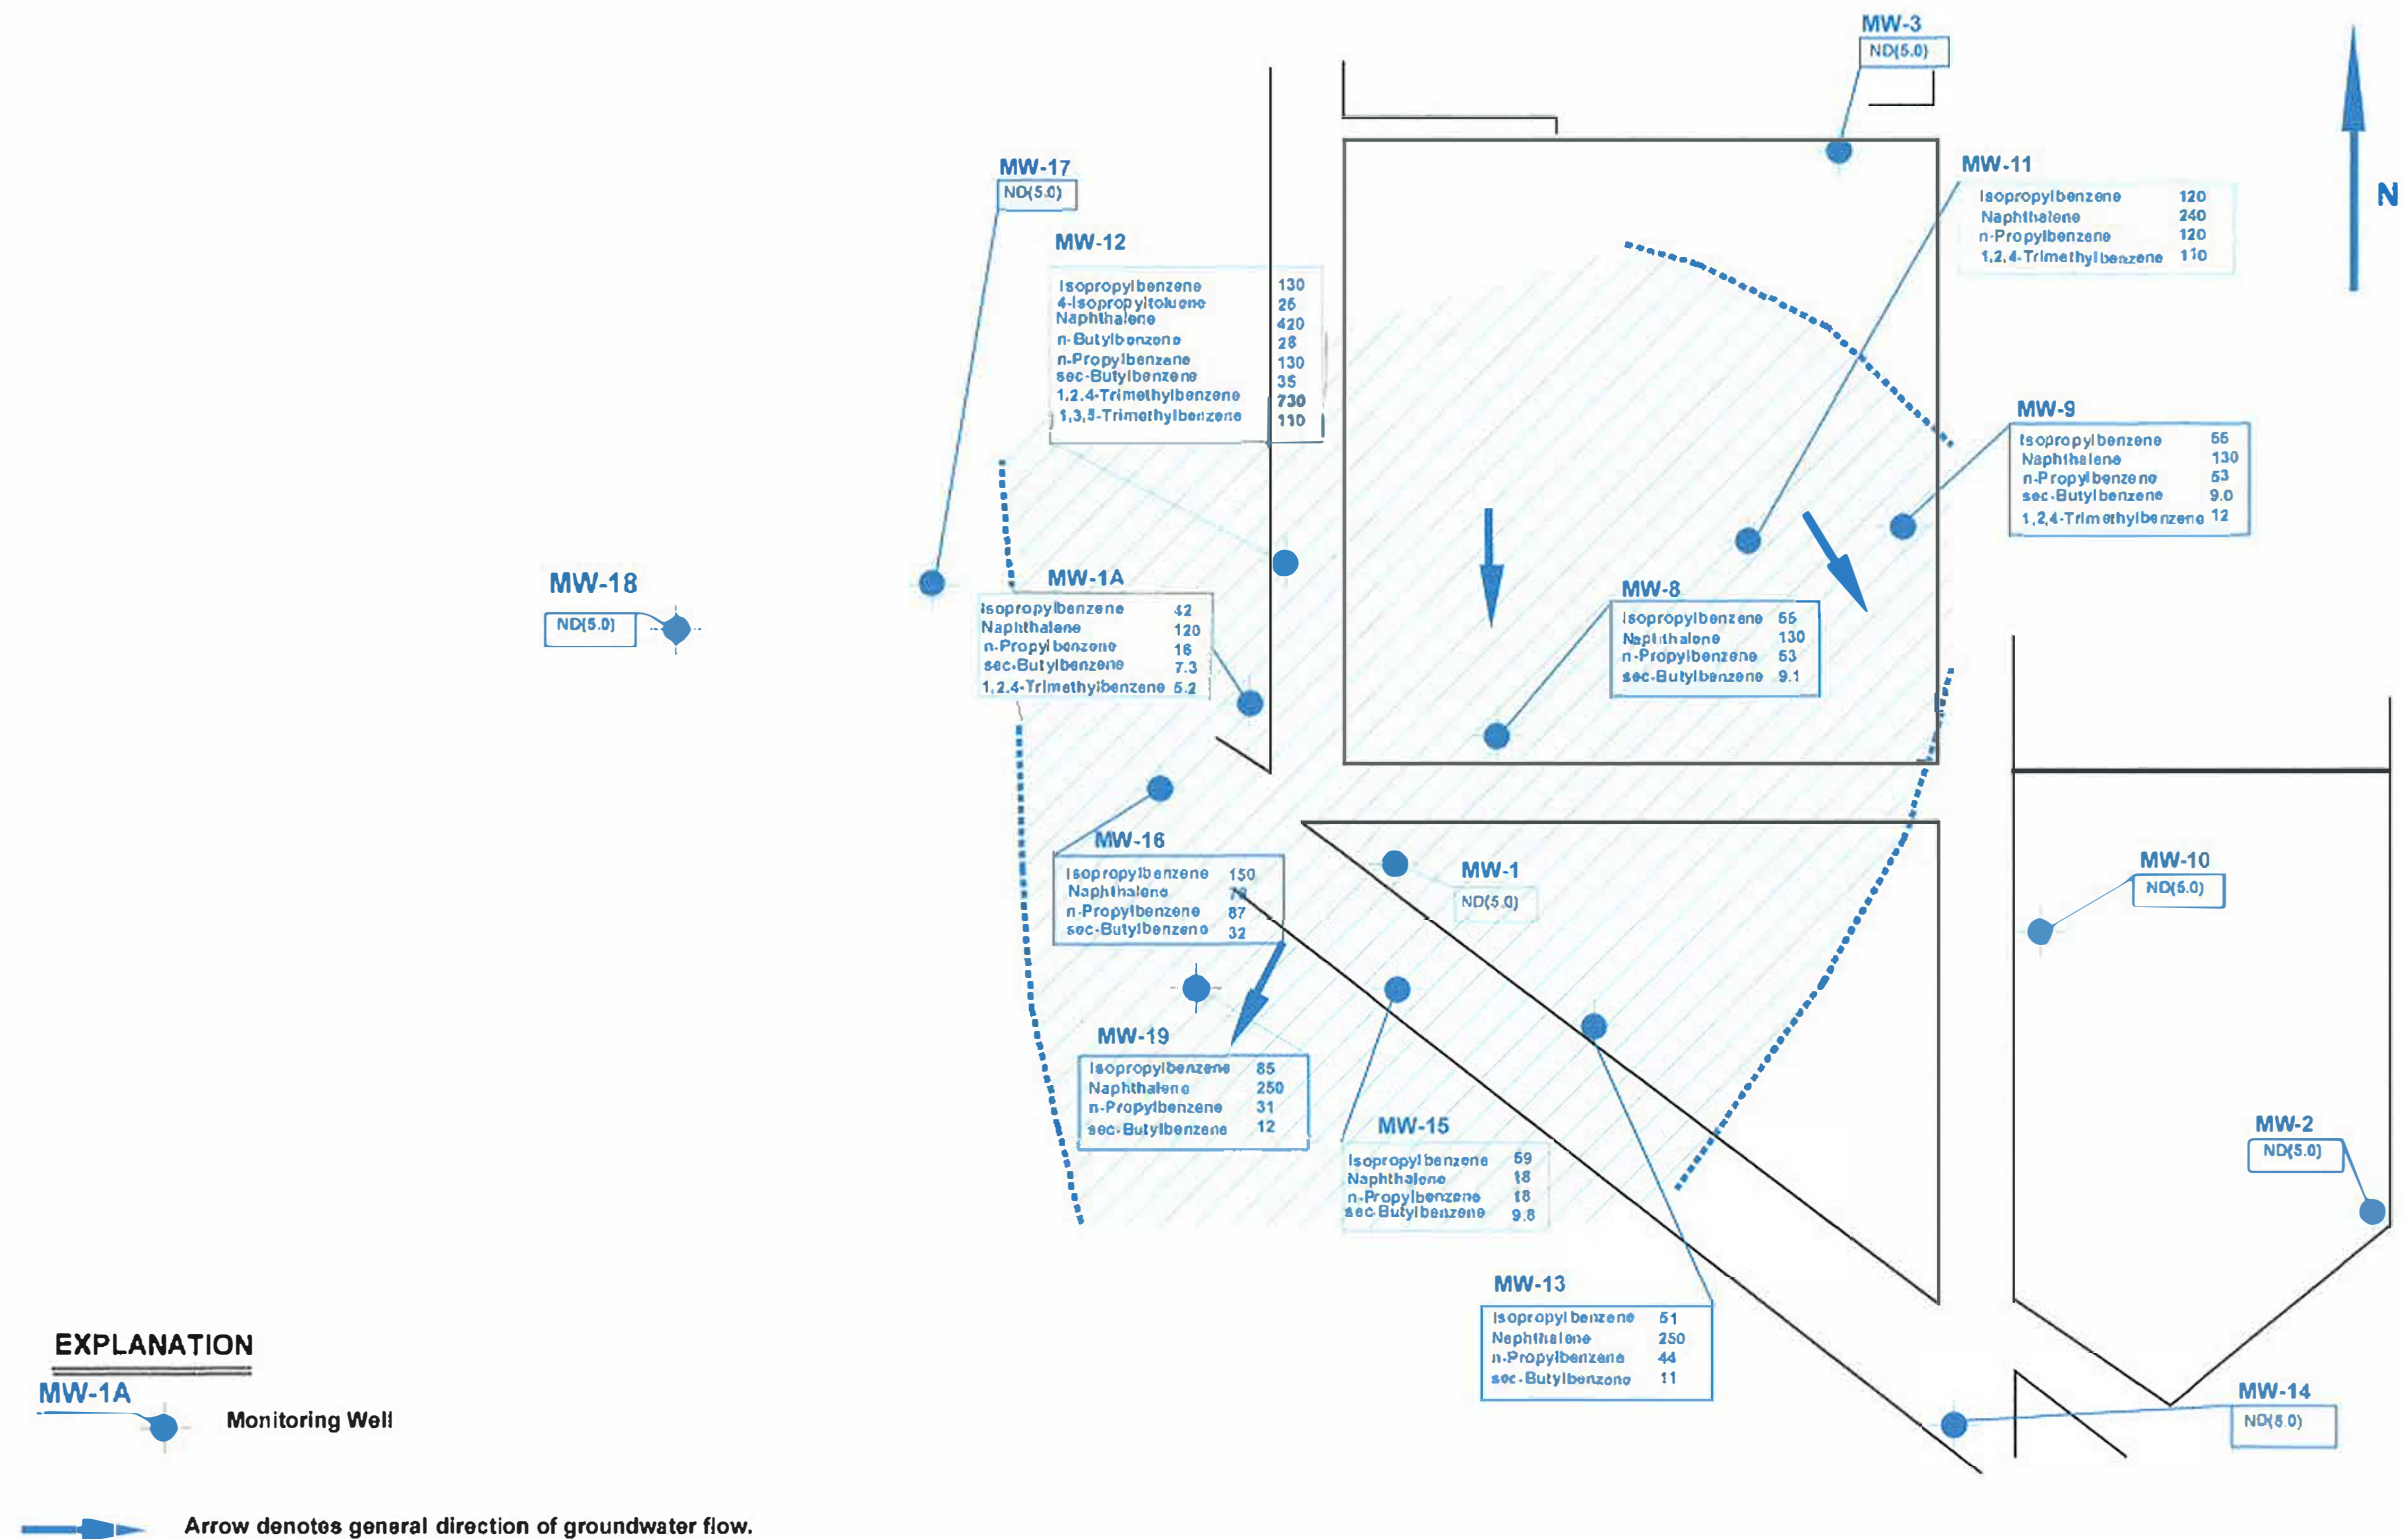 MW-3
ND(5.0)
N
MW-17
ND(5.0)
MW-11
Isopropylbenzene 120
Naphthalene 240
n-Propylbenzene 120
1,2,4-Trimethylbenzene 110
MW-12
Isopropylbenzene 130
4-Isopropyltoluene 26
Naphthalene 420
n-Butylbenzene 28
n-Propylbenzene 130
sec-Butylbenzene 35
1,2,4-Trimethylbenzene 730
1,3,5-Trimethylbenzene 110
MW-9
Isopropylbenzene 55
Naphthalene 130
n-Propylbenzene 53
sec-Butylbenzene 9.0
1,2,4-Trimethylbenzene 12
MW-18
ND(5.0)
MW-1A
Isopropylbenzene 42
Naphthalene 120
n-Propylbenzene 16
sec-Butylbenzene 7.3
1,2,4-Trimethylbenzene 5.2
MW-8
Isopropylbenzene 55
Naphthalene 130
n-Propylbenzene 53
sec-Butylbenzene 9.1
MW-16
Isopropylbenzene 150
Naphthalene
n-Propylbenzene 87
sec-Butylbenzene 32
MW-1
ND(5.0)
MW-10
ND(5.0)
MW-19
Isopropylbenzene 85
Naphthalene 250
n-Propylbenzene 31
sec-Butylbenzene 12
MW-15
Isopropylbenzene 59
Naphthalene 18
n-Propylbenzene 18
sec-Butylbenzene 9.8
MW-2
ND(5.0)
MW-13
Isopropylbenzene 51
Naphthalene 250
n-Propylbenzene 44
sec-Butylbenzene 11
MW-14
ND(5.0)
EXPLANATION
MW-1A
Monitoring Well
Arrow denotes general direction of groundwater flow.